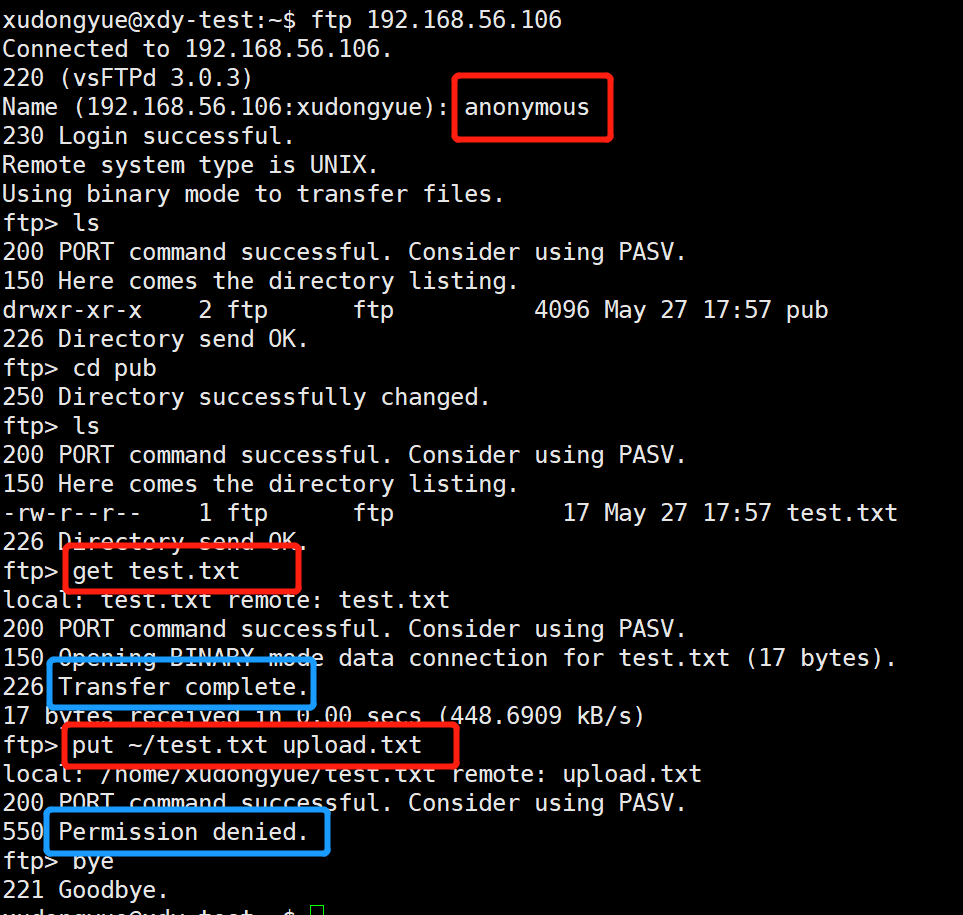 xudongyue@xdy-test:~$ ftp 192.168.56.106
Connected to 192.168.56.106.
220 (vsFTPd 3.0.3)
Name (192.168.56.106:xudongyue): anonymous
230 Login successful.
Remote system type is UNIX.
Using binary mode to transfer files.
ftp> ls
200 PORT command successful. Consider using PASV.
150 Here comes the directory listing.
drwxr-xr-x    2 ftp      ftp          4096 May 27 17:57 pub
226 Directory send OK.
ftp> cd pub
250 Directory successfully changed.
ftp> ls
200 PORT command successful. Consider using PASV.
150 Here comes the directory listing.
-rw-r--r--    1 ftp      ftp            17 May 27 17:57 test.txt
226 Directory send OK.
ftp> get test.txt
local: test.txt remote: test.txt
200 PORT command successful. Consider using PASV.
150 Opening BINARY mode data connection for test.txt (17 bytes).
226 Transfer complete.
17 bytes received in 0.00 secs (448.6909 kB/s)
ftp> put ~/test.txt upload.txt
local: /home/xudongyue/test.txt remote: upload.txt
200 PORT command successful. Consider using PASV.
550 Permission denied.
ftp> bye
221 Goodbye.
xudongyue@xdy-test:~$